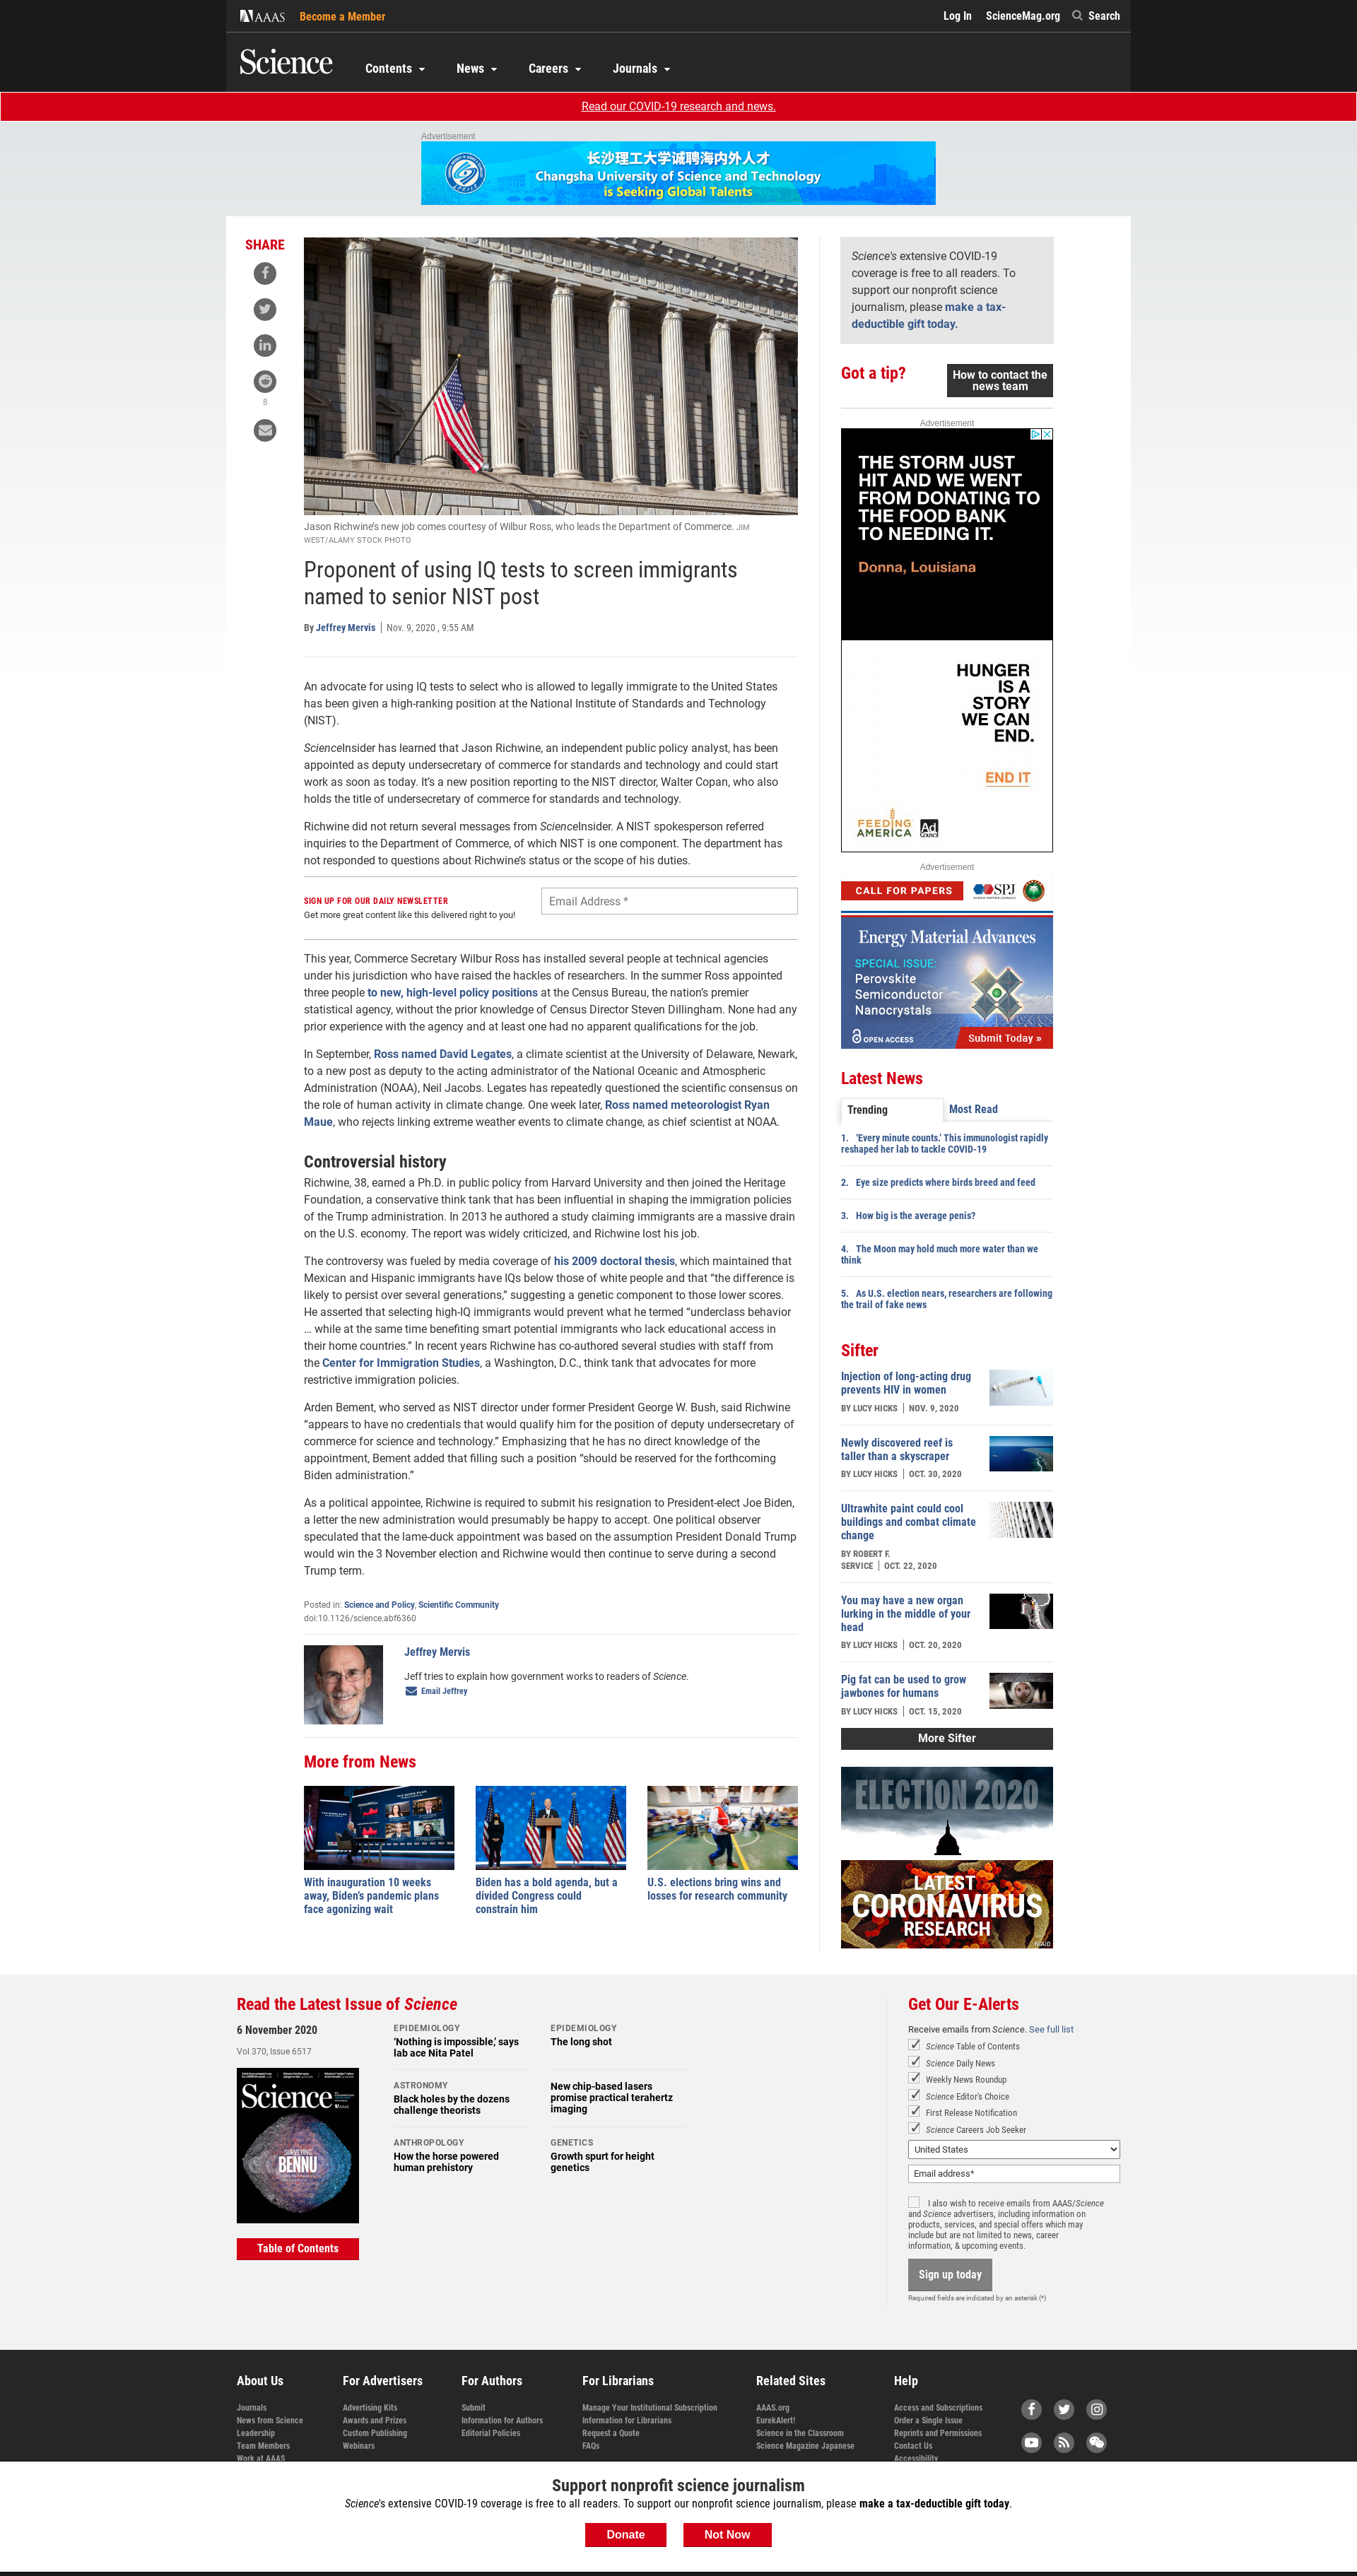 AAAS
Become a Member
Log In
ScienceMag.org
Search
Science
Contents
News
Careers
Journals
Read our COVID-19 research and news.
Advertisement
长沙理工大学诚聘海内外人才
Changsha University of Science and Technology
is Seeking Global Talents
SHARE
8
Jason Richwine's new job comes courtesy of Wilbur Ross, who leads the Department of Commerce. JIM
WEST/ALAMY STOCK PHOTO
Proponent of using IQ tests to screen immigrants
named to senior NIST post
By Jeffrey Mervis | Nov. 9, 2020 , 9:55 AM
An advocate for using IQ tests to select who is allowed to legally immigrate to the United States
has been given a high-ranking position at the National Institute of Standards and Technology
(NIST).
ScienceInsider has learned that Jason Richwine, an independent public policy analyst, has been
appointed as deputy undersecretary of commerce for standards and technology and could start
work as soon as today. It's a new position reporting to the NIST director, Walter Copan, who also
holds the title of undersecretary of commerce for standards and technology.
Richwine did not return several messages from ScienceInsider. A NIST spokesperson referred
inquiries to the Department of Commerce, of which NIST is one component. The department has
not responded to questions about Richwine's status or the scope of his duties.
SIGN UP FOR OUR DAILY NEWSLETTER
Get more great content like this delivered right to you!
Email Address *
This year, Commerce Secretary Wilbur Ross has installed several people at technical agencies
under his jurisdiction who have raised the hackles of researchers. In the summer Ross appointed
three people to new, high-level policy positions at the Census Bureau, the nation's premier
statistical agency, without the prior knowledge of Census Director Steven Dillingham. None had any
prior experience with the agency and at least one had no apparent qualifications for the job.
In September, Ross named David Legates, a climate scientist at the University of Delaware, Newark,
to a new post as deputy to the acting administrator of the National Oceanic and Atmospheric
Administration (NOAA), Neil Jacobs. Legates has repeatedly questioned the scientific consensus on
the role of human activity in climate change. One week later, Ross named meteorologist Ryan
Maue, who rejects linking extreme weather events to climate change, as chief scientist at NOAA.
Controversial history
Richwine, 38, earned a Ph.D. in public policy from Harvard University and then joined the Heritage
Foundation, a conservative think tank that has been influential in shaping the immigration policies
of the Trump administration. In 2013 he authored a study claiming immigrants are a massive drain
on the U.S. economy. The report was widely criticized, and Richwine lost his job.
The controversy was fueled by media coverage of his 2009 doctoral thesis, which maintained that
Mexican and Hispanic immigrants have IQs below those of white people and that "the difference is
likely to persist over several generations," suggesting a genetic component to those lower scores.
He asserted that selecting high-IQ immigrants would prevent what he termed "underclass behavior
… while at the same time benefiting smart potential immigrants who lack educational access in
their home countries." In recent years Richwine has co-authored several studies with staff from
the Center for Immigration Studies, a Washington, D.C., think tank that advocates for more
restrictive immigration policies.
Arden Bement, who served as NIST director under former President George W. Bush, said Richwine
"appears to have no credentials that would qualify him for the position of deputy undersecretary of
commerce for science and technology." Emphasizing that he has no direct knowledge of the
appointment, Bement added that filling such a position "should be reserved for the forthcoming
Biden administration."
As a political appointee, Richwine is required to submit his resignation to President-elect Joe Biden,
a letter the new administration would presumably be happy to accept. One political observer
speculated that the lame-duck appointment was based on the assumption President Donald Trump
would win the 3 November election and Richwine would then continue to serve during a second
Trump term.
Posted in: Science and Policy, Scientific Community
doi:10.1126/science.abf6360
Jeffrey Mervis
Jeff tries to explain how government works to readers of Science.
Email Jeffrey
More from News
With inauguration 10 weeks
away, Biden's pandemic plans
face agonizing wait
Biden has a bold agenda, but a
divided Congress could
constrain him
U.S. elections bring wins and
losses for research community
Science's extensive COVID-19
coverage is free to all readers. To
support our nonprofit science
journalism, please make a tax-
deductible gift today.
Got a tip?
How to contact the
news team
Advertisement
THE STORM JUST
HIT AND WE WENT
FROM DONATING TO
THE FOOD BANK
TO NEEDING IT.
Donna, Louisiana
HUNGER
IS A
STORY
WE CAN
END.
END IT
FEEDING
AMERICA
Ad
Council
Advertisement
CALL FOR PAPERS
SPJ
Energy Material Advances
SPECIAL ISSUE:
Perovskite
Semiconductor
Nanocrystals
OPEN ACCESS
Submit Today »
Latest News
Trending
Most Read
1. 'Every minute counts.' This immunologist rapidly
reshaped her lab to tackle COVID-19
2. Eye size predicts where birds breed and feed
3. How big is the average penis?
4. The Moon may hold much more water than we
think
5. As U.S. election nears, researchers are following
the trail of fake news
Sifter
Injection of long-acting drug
prevents HIV in women
BY LUCY HICKS | NOV. 9, 2020
Newly discovered reef is
taller than a skyscraper
BY LUCY HICKS | OCT. 30, 2020
Ultrawhite paint could cool
buildings and combat climate
change
BY ROBERT F.
SERVICE | OCT. 22, 2020
You may have a new organ
lurking in the middle of your
head
BY LUCY HICKS | OCT. 20, 2020
Pig fat can be used to grow
jawbones for humans
BY LUCY HICKS | OCT. 15, 2020
More Sifter
ELECTION 2020
LATEST
CORONAVIRUS
RESEARCH
NIAID
Read the Latest Issue of Science
6 November 2020
Vol 370, Issue 6517
Science
SURVEYING
BENNU
Table of Contents
EPIDEMIOLOGY
'Nothing is impossible,' says
lab ace Nita Patel
ASTRONOMY
Black holes by the dozens
challenge theorists
ANTHROPOLOGY
How the horse powered
human prehistory
EPIDEMIOLOGY
The long shot
New chip-based lasers
promise practical terahertz
imaging
GENETICS
Growth spurt for height
genetics
Get Our E-Alerts
Receive emails from Science. See full list
Science Table of Contents
Science Daily News
Weekly News Roundup
Science Editor's Choice
First Release Notification
Science Careers Job Seeker
United States
Email address*
I also wish to receive emails from AAAS/Science
and Science advertisers, including information on
products, services, and special offers which may
include but are not limited to news, career
information, & upcoming events.
Sign up today
Required fields are indicated by an asterisk (*)
About Us
Journals
News from Science
Leadership
Team Members
Work at AAAS
For Advertisers
Advertising Kits
Awards and Prizes
Custom Publishing
Webinars
For Authors
Submit
Information for Authors
Editorial Policies
For Librarians
Manage Your Institutional Subscription
Information for Librarians
Request a Quote
FAQs
Related Sites
AAAS.org
EurekAlert!
Science in the Classroom
Science Magazine Japanese
Help
Access and Subscriptions
Order a Single Issue
Reprints and Permissions
Contact Us
Accessibility
Support nonprofit science journalism
Science's extensive COVID-19 coverage is free to all readers. To support our nonprofit science journalism, please make a tax-deductible gift today.
Donate
Not Now